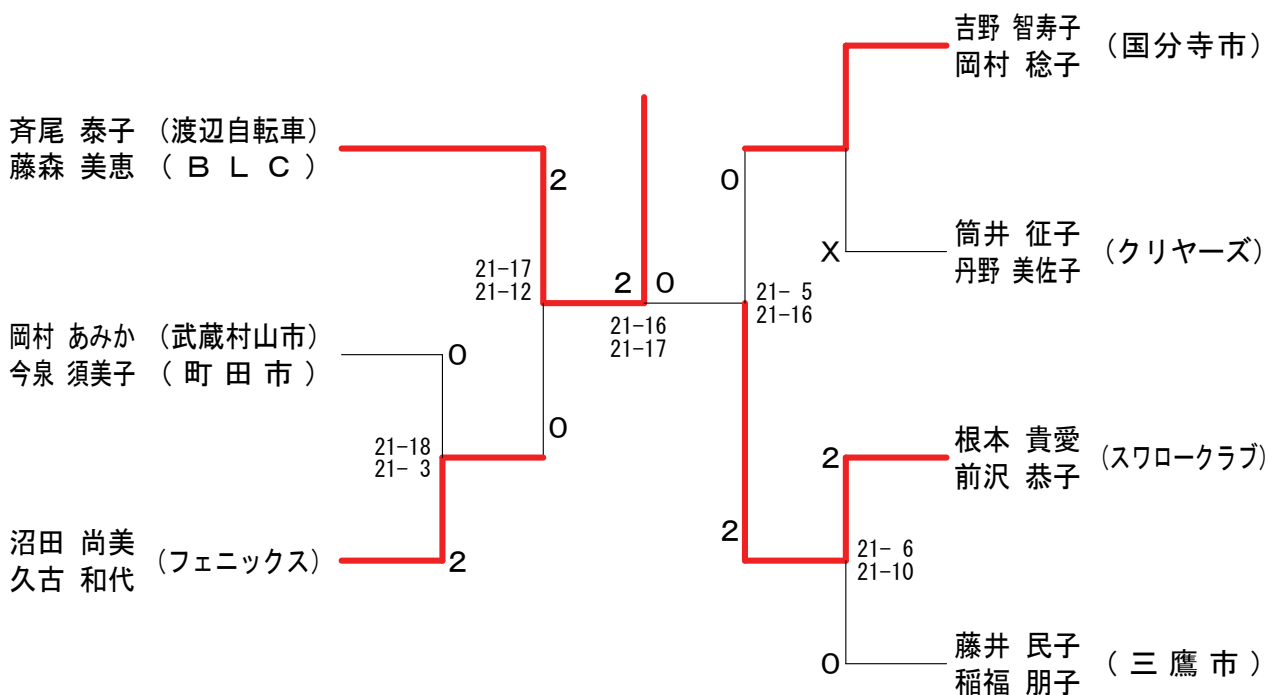 斉尾 泰子 (渡辺自転車)
藤森 美恵 (ＢＬＣ)
2
21-17
21-12
岡村 あみか (武蔵村山市)
今泉 須美子 (町田市)
0
0
21-18
21- 3
沼田 尚美
久古 和代
(フェニックス)
2
2
0
21-16
21-17
吉野 智寿子
岡村 稔子
(国分寺市)
0
筒井 征子
丹野 美佐子
(クリヤーズ)
X
21- 5
21-16
根本 貴愛
前沢 恭子
(スワロークラブ)
2
2
21- 6
21-10
藤井 民子
稲福 朋子
(三鷹市)
0